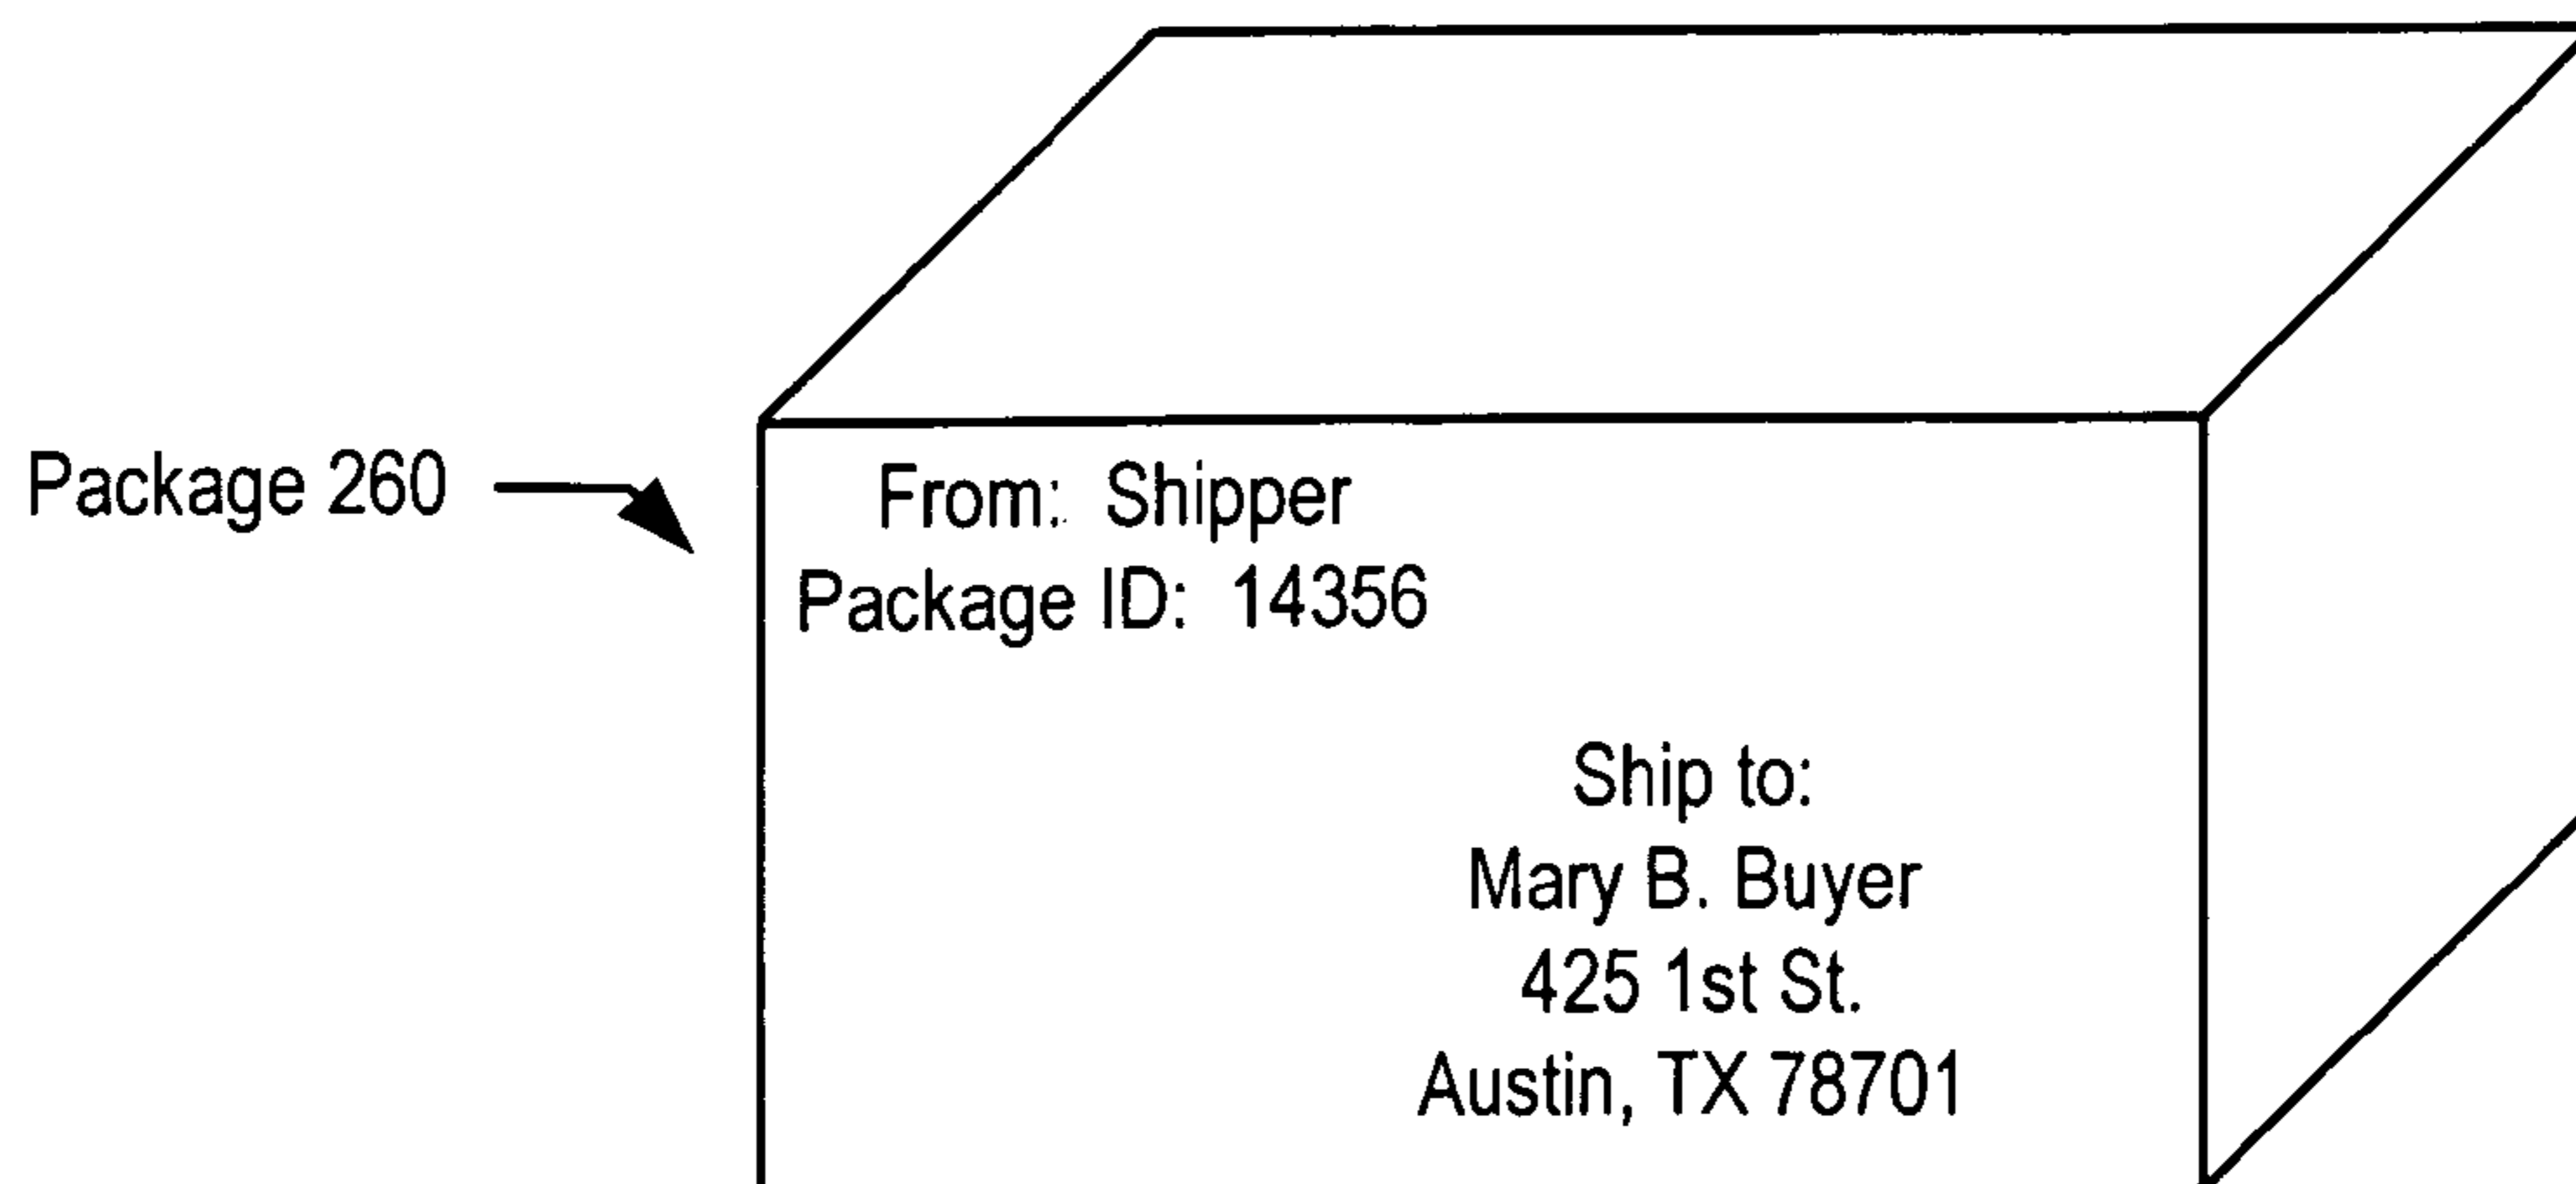 Package 260
From: Shipper
Package ID: 14356
Ship to:
Mary B. Buyer
425 1st St.
Austin, TX 78701